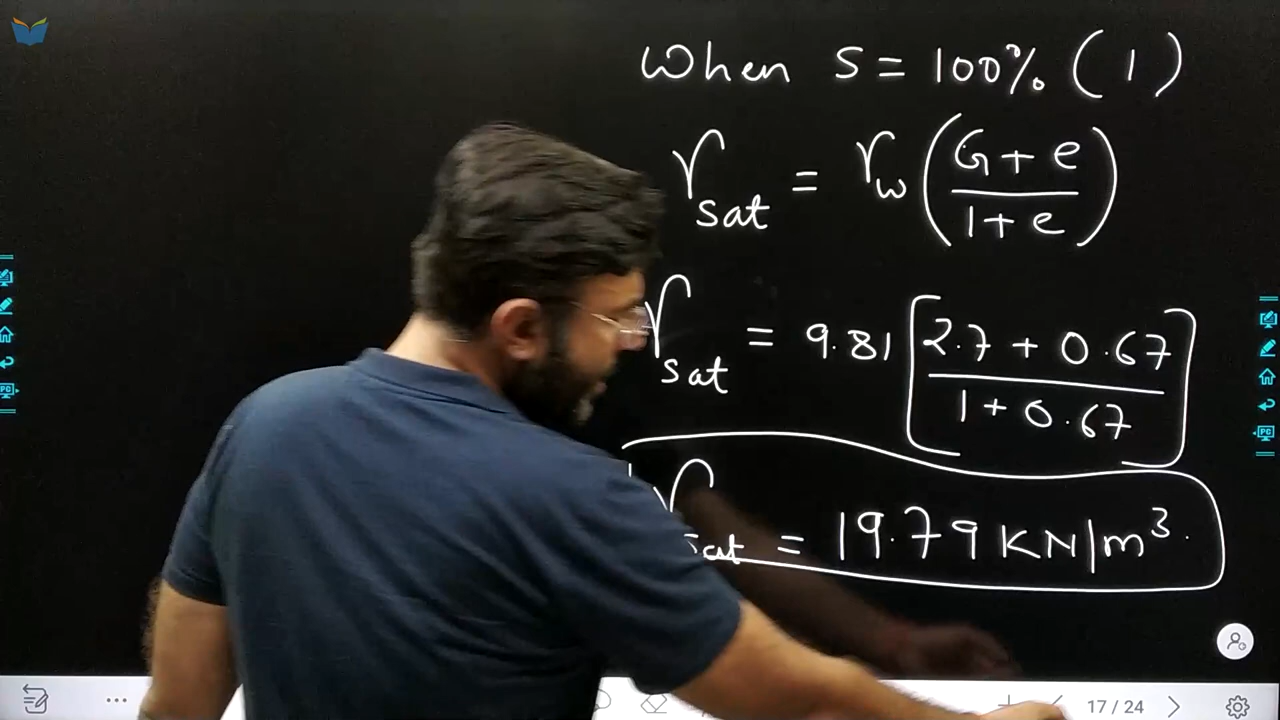 When S = 100% (1)
γsat = γw (G + e / 1 + e)
γsat = 9.81 [2.7 + 0.67 / 1 + 0.67]
γsat = 19.79 KN/m³.
17 / 24